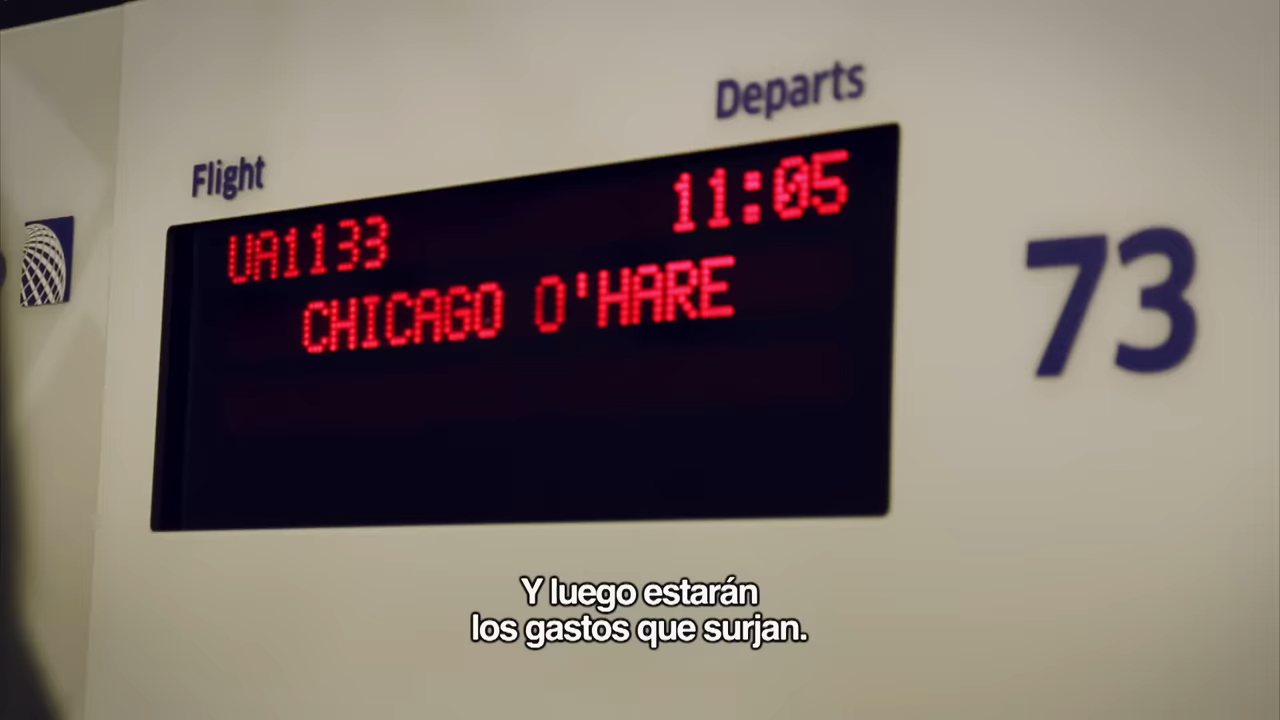 Departs
Flight
UA1133 11:05
CHICAGO O'HARE
73
Y luego estarán
los gastos que surjan.